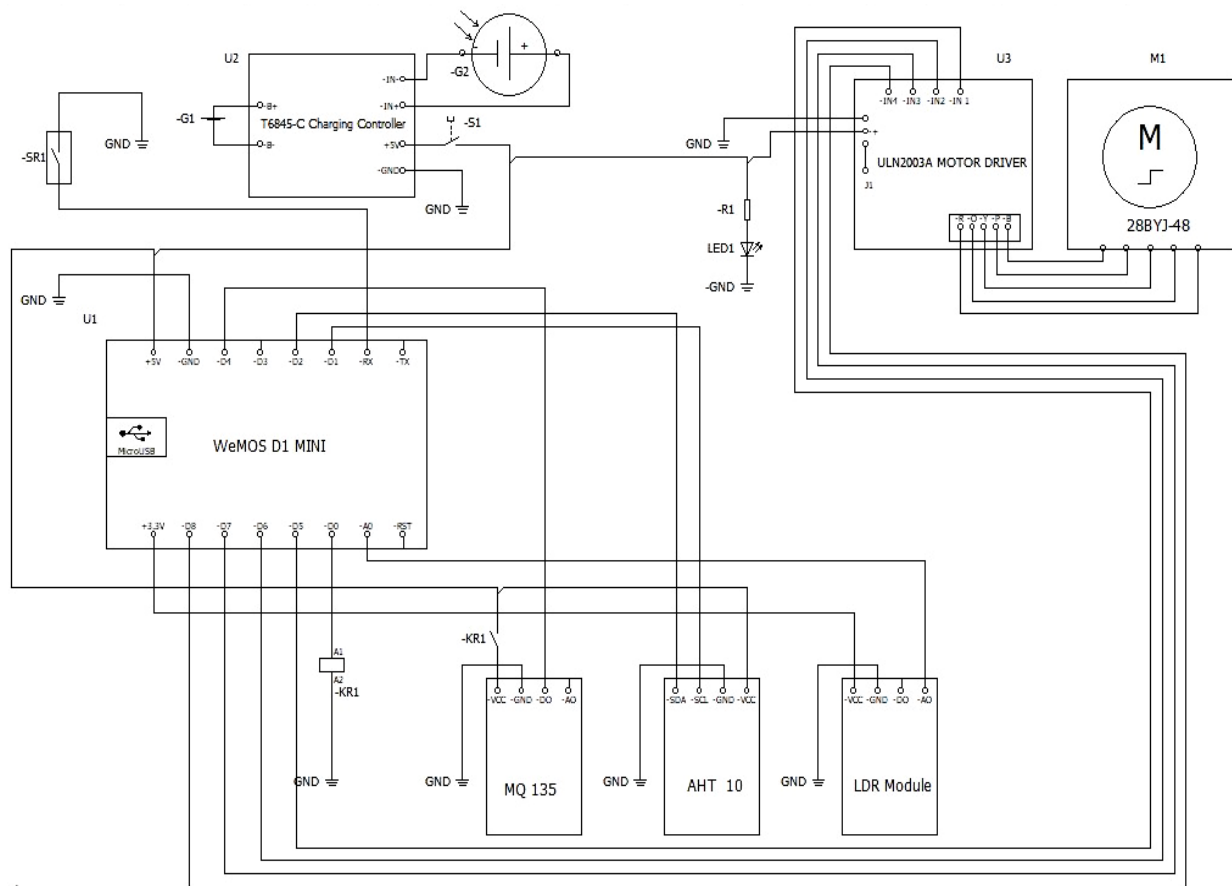 U2
-G2
+
-IN-
-IN+
-G1
-B+
-B-
T6845-C Charging Controller
+5V
-GND
-S1
GND
-SR1
GND
U3
M1
-IN4
-IN3
-IN2
-IN 1
GND
-
-+
J1
ULN2003A MOTOR DRIVER
-R
-O
-Y
-P
-B
M
28BYJ-48
-R1
LED1
-GND
GND
U1
+5V
-GND
-D4
-D3
-D2
-D1
-RX
-TX
MicroUSB
WeMOS D1 MINI
+3.3V
-D8
-D7
-D6
-D5
-D0
-A0
-RST
A1
A2
-KR1
GND
-KR1
-VCC
-GND
-DO
-AO
GND
MQ 135
-SDA
-SCL
-GND
-VCC
GND
AHT 10
-VCC
-GND
-DO
-AO
GND
LDR Module